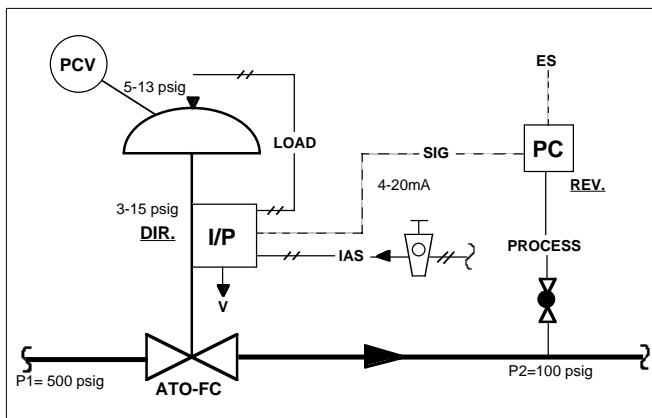 PCV
5-13 psig
ES
LOAD
SIG
PC
4-20mA
REV.
3-15 psig
DIR.
I/P
IAS
PROCESS
V
P1= 500 psig
ATO-FC
P2=100 psig